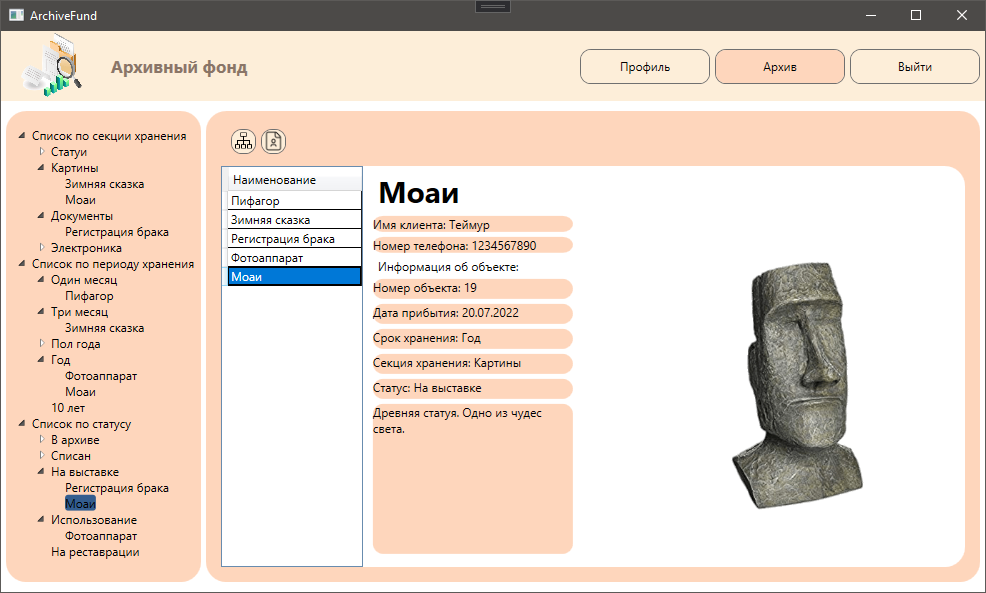 ArchiveFund
Архивный фонд
Профиль
Архив
Выйти
Список по секции хранения
Статуи
Картины
Зимняя сказка
Моаи
Документы
Регистрация брака
Электроника
Список по периоду хранения
Один месяц
Пифагор
Три месяц
Зимняя сказка
Пол года
Год
Фотоаппарат
Моаи
10 лет
Список по статусу
В архиве
Списан
На выставке
Регистрация брака
Моаи
Использование
Фотоаппарат
На реставрации
Наименование
Пифагор
Зимняя сказка
Регистрация брака
Фотоаппарат
Моаи
Моаи
Имя клиента: Теймур
Номер телефона: 1234567890
Информация об объекте:
Номер объекта: 19
Дата прибытия: 20.07.2022
Срок хранения: Год
Секция хранения: Картины
Статус: На выставке
Древняя статуя. Одно из чудес
света.